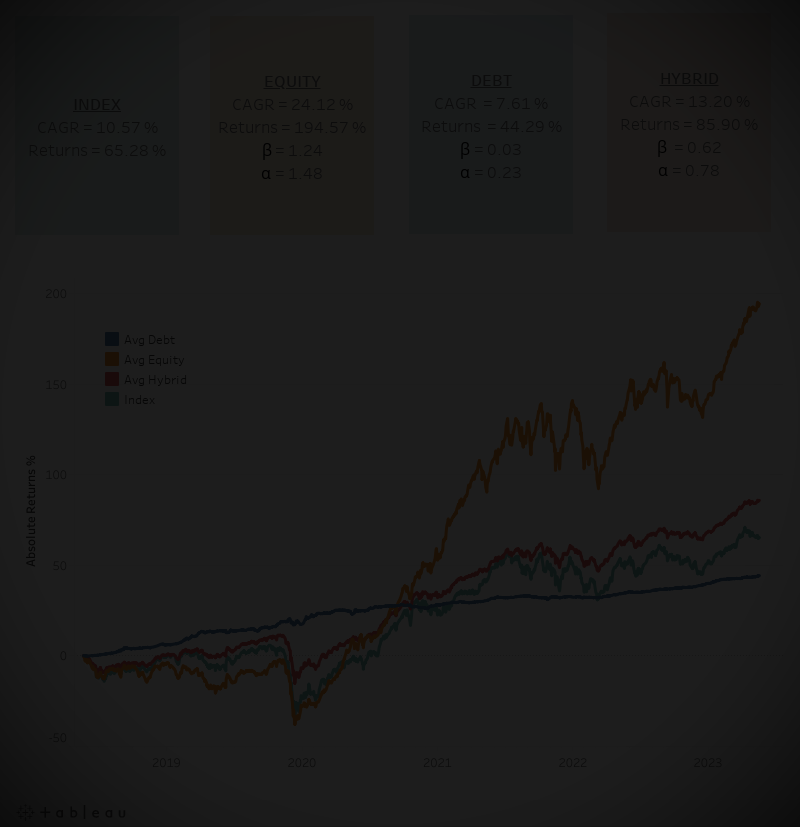 INDEX
CAGR = 10.57 %
Returns = 65.28 %
EQUITY
CAGR = 24.12 %
Returns = 194.57 %
β = 1.24
α = 1.48
DEBT
CAGR = 7.61 %
Returns = 44.29 %
β = 0.03
α = 0.23
HYBRID
CAGR = 13.20 %
Returns = 85.90 %
β = 0.62
α = 0.78
Absolute Returns %
200
150
100
50
0
-50
Avg Debt
Avg Equity
Avg Hybrid
Index
2019
2020
2021
2022
2023
+ a b l e a u